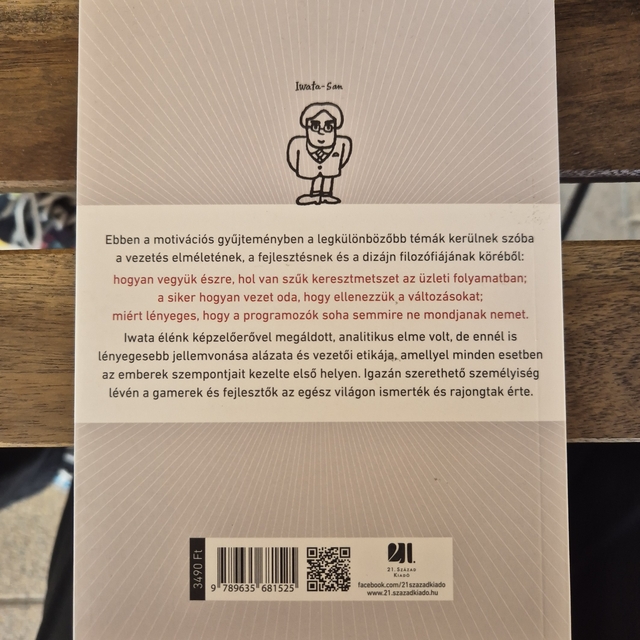 Iwata-San
Ebben a motivációs gyűjteményben a legkülönbözőbb témák kerülnek szóba
a vezetés elméletének, a fejlesztésnek és a dizájn filozófiájának köréből:
hogyan vegyük észre, hol van szűk keresztmetszet az üzleti folyamatban;
a siker hogyan vezet oda, hogy ellenezzük a változásokat;
miért lényeges, hogy a programozók soha semmire ne mondjanak nemet.
Iwata élénk képzelőerővel megáldott, analitikus elme volt, de ennél is
lényegesebb jellemvonása alázata és vezetői etikája, amellyel minden esetben
az emberek szempontjait kezelte első helyen. Igazán szerethető személyiség
lévén a gamerek és fejlesztők az egész világon ismerték és rajongtak érte.
3490 Ft
9 789635 681525
21.
21. SZÁZAD
KIADÓ
facebook.com/21szazadkiado
www.21.szazadkiado.hu